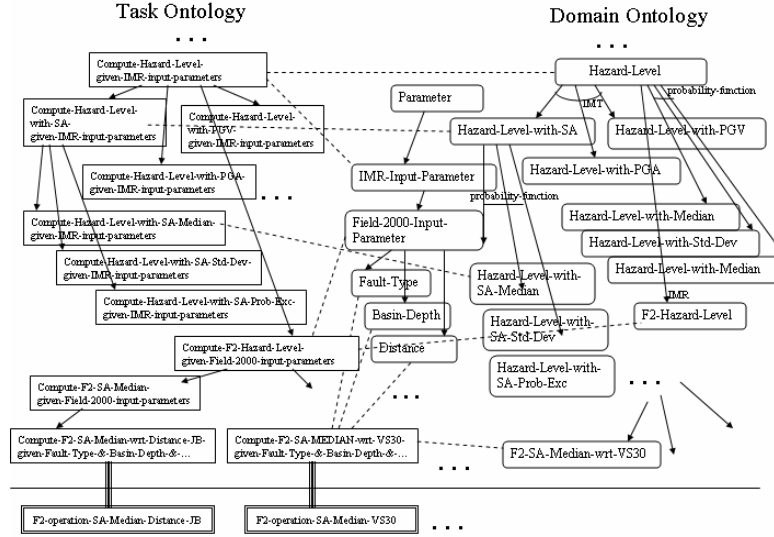 Task Ontology
Domain Ontology
. . .
. . .
Compute-Hazard-Level-
given-IMR-input-parameters
Hazard-Level
probability-function
IMT
Parameter
Compute-Hazard-Level
with-SA-
given-IMR-input-parameters
Compute-Hazard-Level
with-PGV-
given-IMR-input-parameters
Hazard-Level-with-SA
Hazard-Level-with-PGV
Compute-Hazard-Level-with-PGA-
given-IMR-input-parameters
. . .
IMR-Input-Parameter
Hazard-Level-with-PGA
probability-function
Compute-Hazard-Level-with-SA-Median-
given-IMR-input-parameters
Field-2000-Input-
Parameter
Hazard-Level-with-Median
Hazard-Level-with-Std-Dev
Hazard-Level-with-Median
Compute-Hazard-Level-with-SA-Std-Dev-
given-IMR-input-parameters
Fault-Type
Hazard-Level-with-
SA-Median
Compute-Hazard-Level-with-SA-Prob-Exc-
given-IMR-input-parameters
Basin-Depth
IMR
F2-Hazard-Level
Hazard-Level-with-
SA-Std-Dev
Compute-F2-Hazard-Level-
given-Field-2000-input-parameters
Distance
Hazard-Level-with-
SA-Prob-Exc
. . .
Compute-F2-SA-Median-
given-Field-2000-input-parameters
. . .
Compute-F2-SA-Median-wrt-Distance-JB-
given-Fault-Type-&-Basin-Depth-&-...
Compute-F2-SA-MEDIAN-wrt-VS30-
given-Fault-Type-&-Basin-Depth-&-...
F2-SA-Median-wrt-VS30
. . .
F2-operation-SA-Median-Distance-JB
F2-operation-SA-Median-VS30
. . .